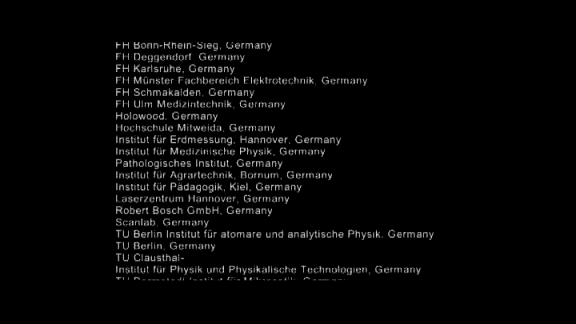 FH Bonn-Rhein-Sieg, Germany
FH Deggendorf, Germany
FH Karlsruhe, Germany
FH Münster Fachbereich Elektrotechnik, Germany
FH Schmakalden, Germany
FH Ulm Medizintechnik, Germany
Holowood, Germany
Hochschule Mitweida, Germany
Institut für Erdmessung, Hannover, Germany
Institut für Medizinische Physik, Germany
Pathologisches Institut, Germany
Institut für Agrartechnik, Bornum, Germany
Institut für Pädagogik, Kiel, Germany
Laserzentrum Hannover, Germany
Robert Bosch GmbH, Germany
Scanlab, Germany
TU Berlin Institut für atomare und analytische Physik, Germany
TU Berlin, Germany
TU Clausthal-
Institut für Physik und Physikalische Technologien, Germany